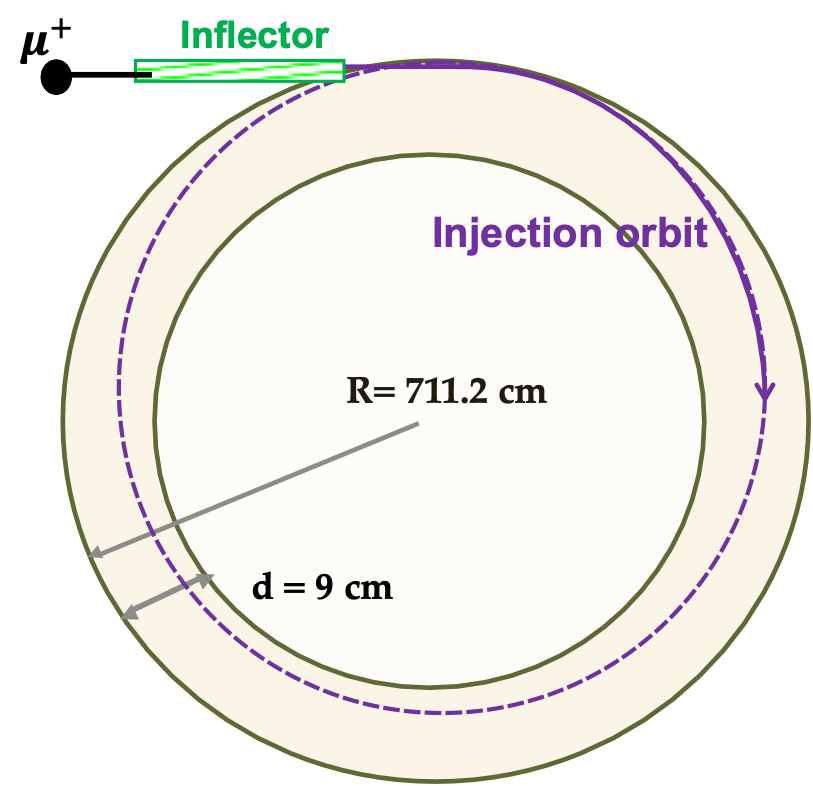 μ⁺
Inflector
Injection orbit
R= 711.2 cm
d = 9 cm